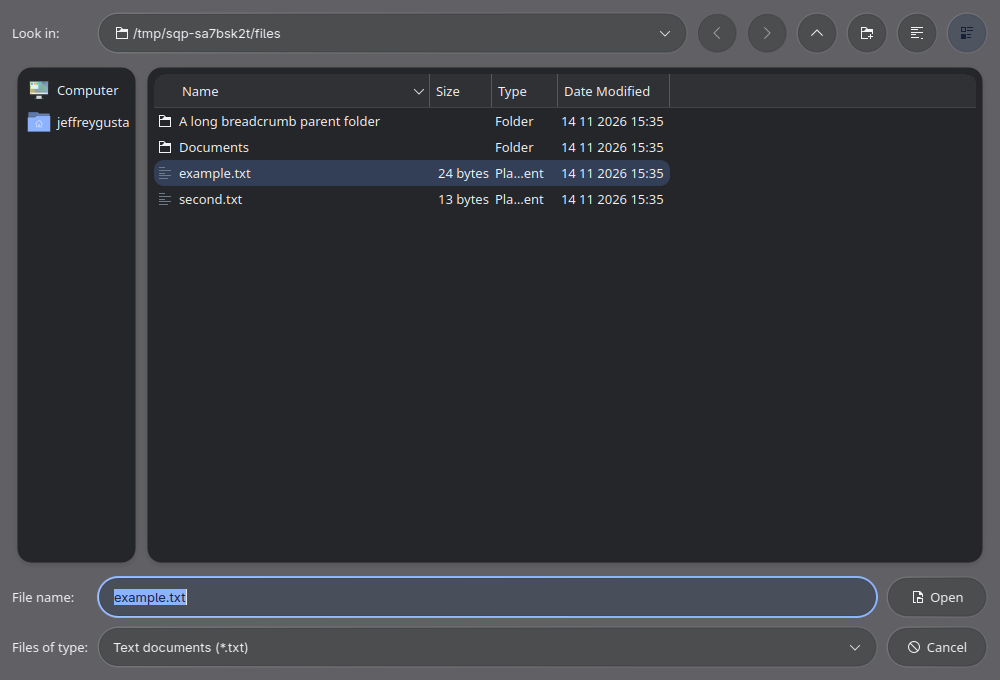 Look in: /tmp/sqp-sa7bsk2t/files
Computer
jeffreygusta
Name Size Type Date Modified
A long breadcrumb parent folder Folder 14 11 2026 15:35
Documents Folder 14 11 2026 15:35
example.txt 24 bytes Pla...ent 14 11 2026 15:35
second.txt 13 bytes Pla...ent 14 11 2026 15:35
File name: example.txt Open
Files of type: Text documents (*.txt) Cancel